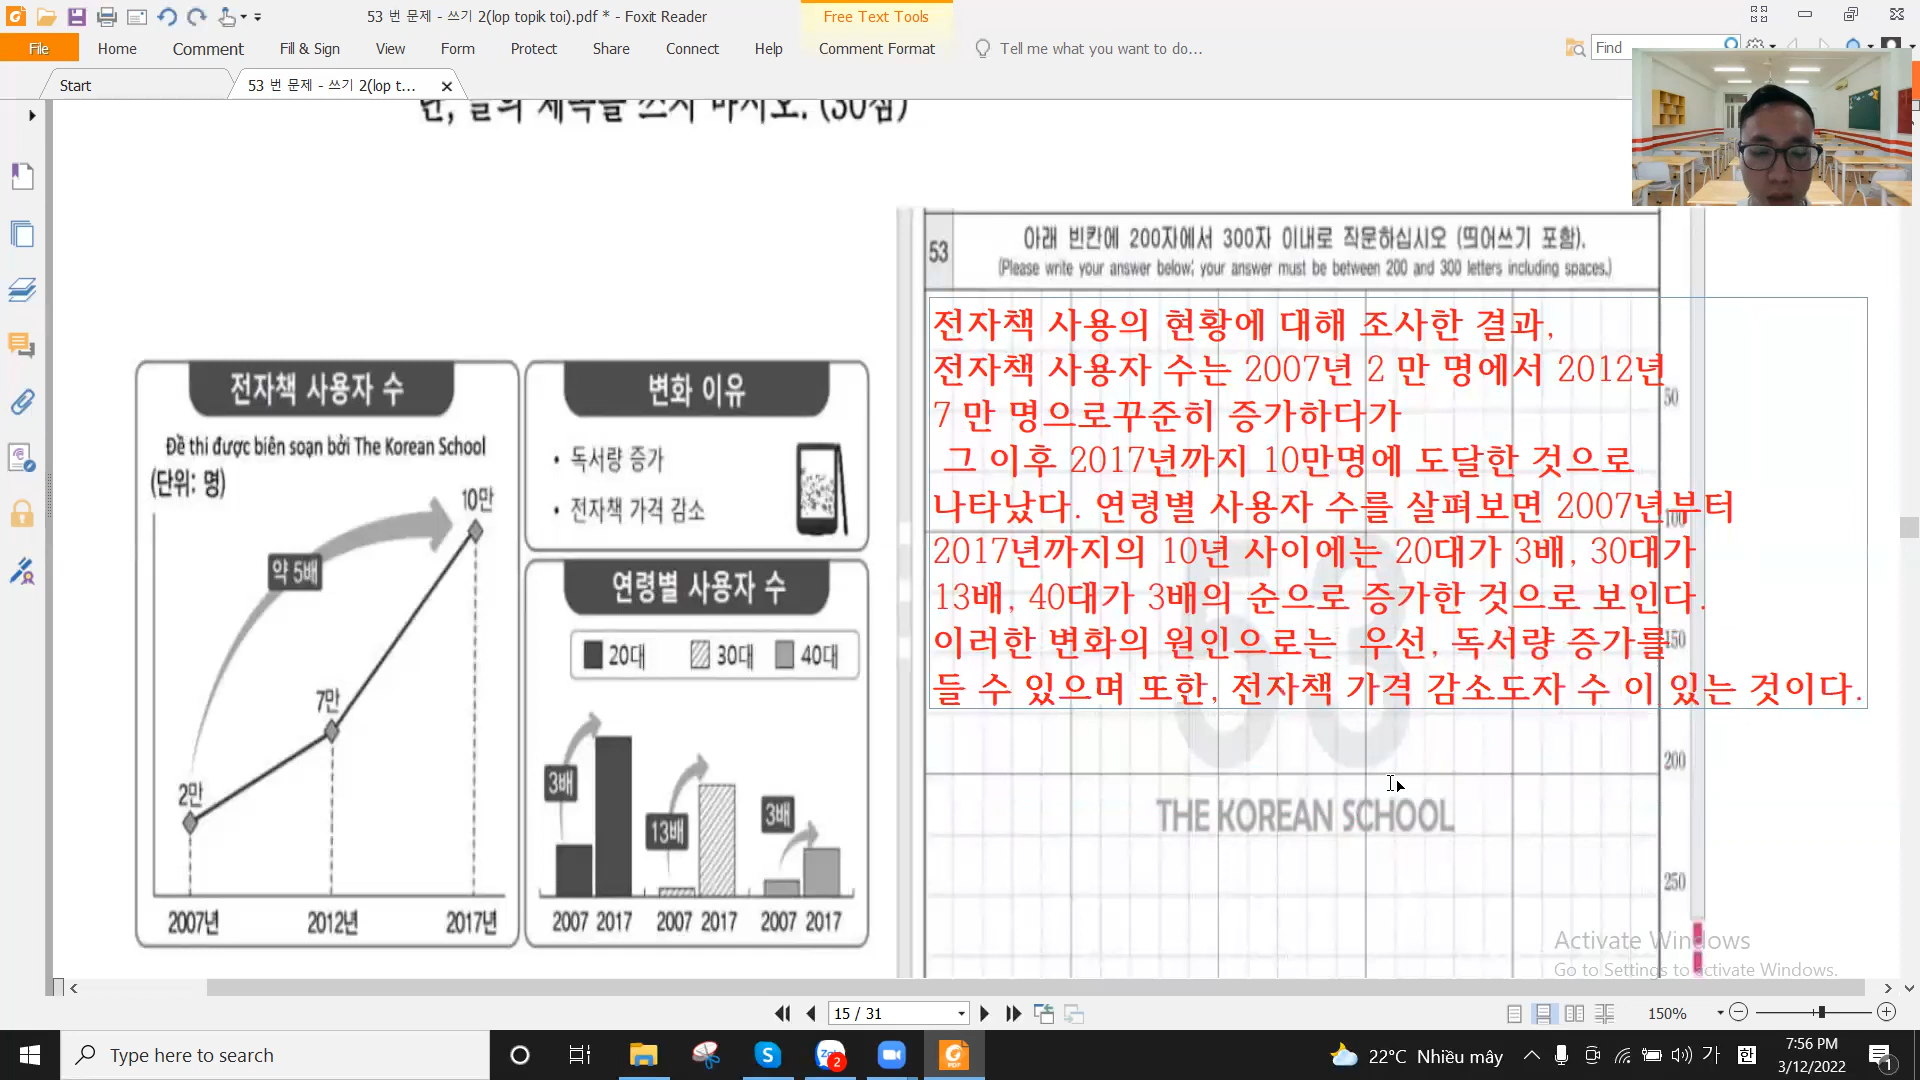 53 번 문제 - 쓰기 2(lop topik toi).pdf * - Foxit Reader
Free Text Tools
File
Home
Comment
Fill & Sign
View
Form
Protect
Share
Connect
Help
Comment Format
Tell me what you want to do...
Find
Start
53 번 문제 - 쓰기 2(lop t...
단, 글의 제목을 쓰지 마시오. (30점)
53
아래 빈칸에 200자에서 300자 이내로 작문하십시오 (띄어쓰기 포함).
(Please write your answer below; your answer must be between 200 and 300 letters including spaces.)
전자책 사용자 수
Đề thi được biên soạn bởi The Korean School
(단위: 명)
10만
약 5배
7만
2만
2007년 2012년 2017년
변화 이유
• 독서량 증가
• 전자책 가격 감소
연령별 사용자 수
20대 30대 40대
3배
13배
3배
2007 2017 2007 2017 2007 2017
전자책 사용의 현황에 대해 조사한 결과,
전자책 사용자 수는 2007년 2 만 명에서 2012년
7 만 명으로꾸준히 증가하다가
그 이후 2017년까지 10만명에 도달한 것으로
나타났다. 연령별 사용자 수를 살펴보면 2007년부터
2017년까지의 10년 사이에는 20대가 3배, 30대가
13배, 40대가 3배의 순으로 증가한 것으로 보인다.
이러한 변화의 원인으로는 우선, 독서량 증가를
들 수 있으며 또한, 전자책 가격 감소도자 수 이 있는 것이다.
50
100
150
200
250
53
THE KOREAN SCHOOL
Activate Windows
Go to Settings to activate Windows.
15 / 31
150%
Type here to search
2
22°C Nhiều mây
가
한
7:56 PM
3/12/2022
1